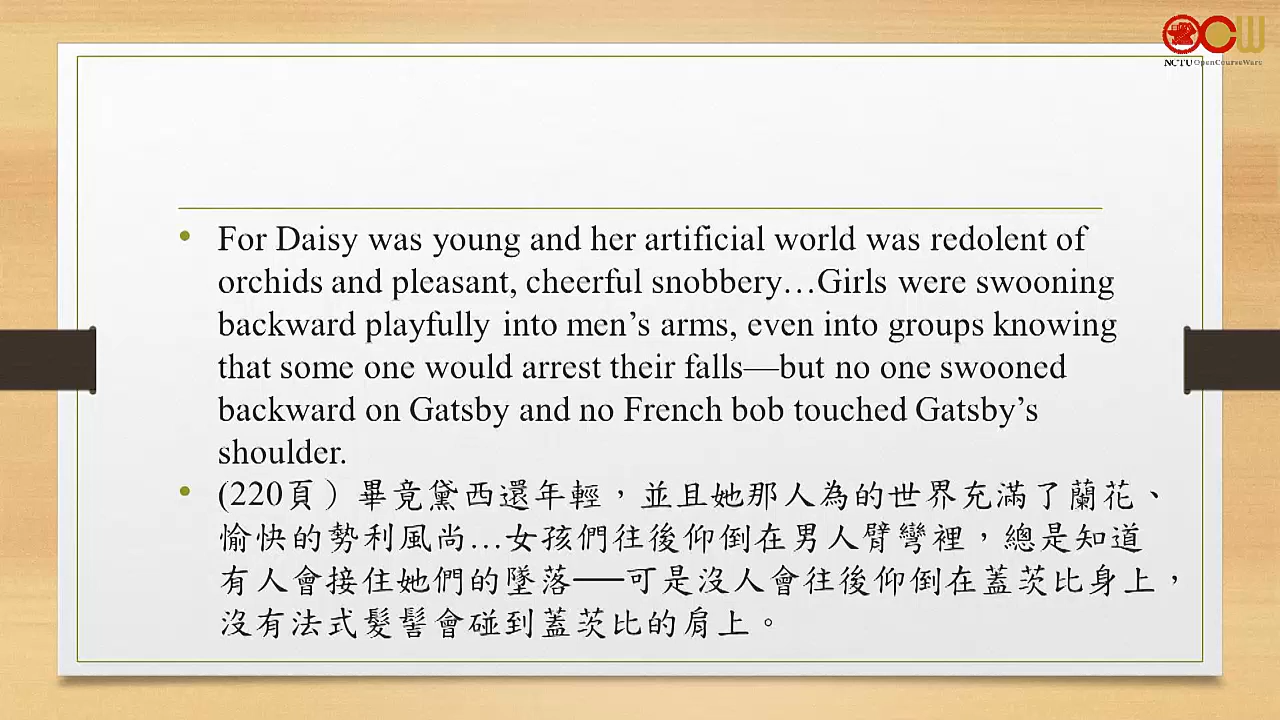 OCW
NCTU OpenCourseWare
• For Daisy was young and her artificial world was redolent of
orchids and pleasant, cheerful snobbery…Girls were swooning
backward playfully into men’s arms, even into groups knowing
that some one would arrest their falls—but no one swooned
backward on Gatsby and no French bob touched Gatsby’s
shoulder.
• (220頁）畢竟黛西還年輕，並且她那人為的世界充滿了蘭花、
愉快的勢利風尚…女孩們往後仰倒在男人臂彎裡，總是知道
有人會接住她們的墜落──可是沒人會往後仰倒在蓋茨比身上，
沒有法式髮髻會碰到蓋茨比的肩上。